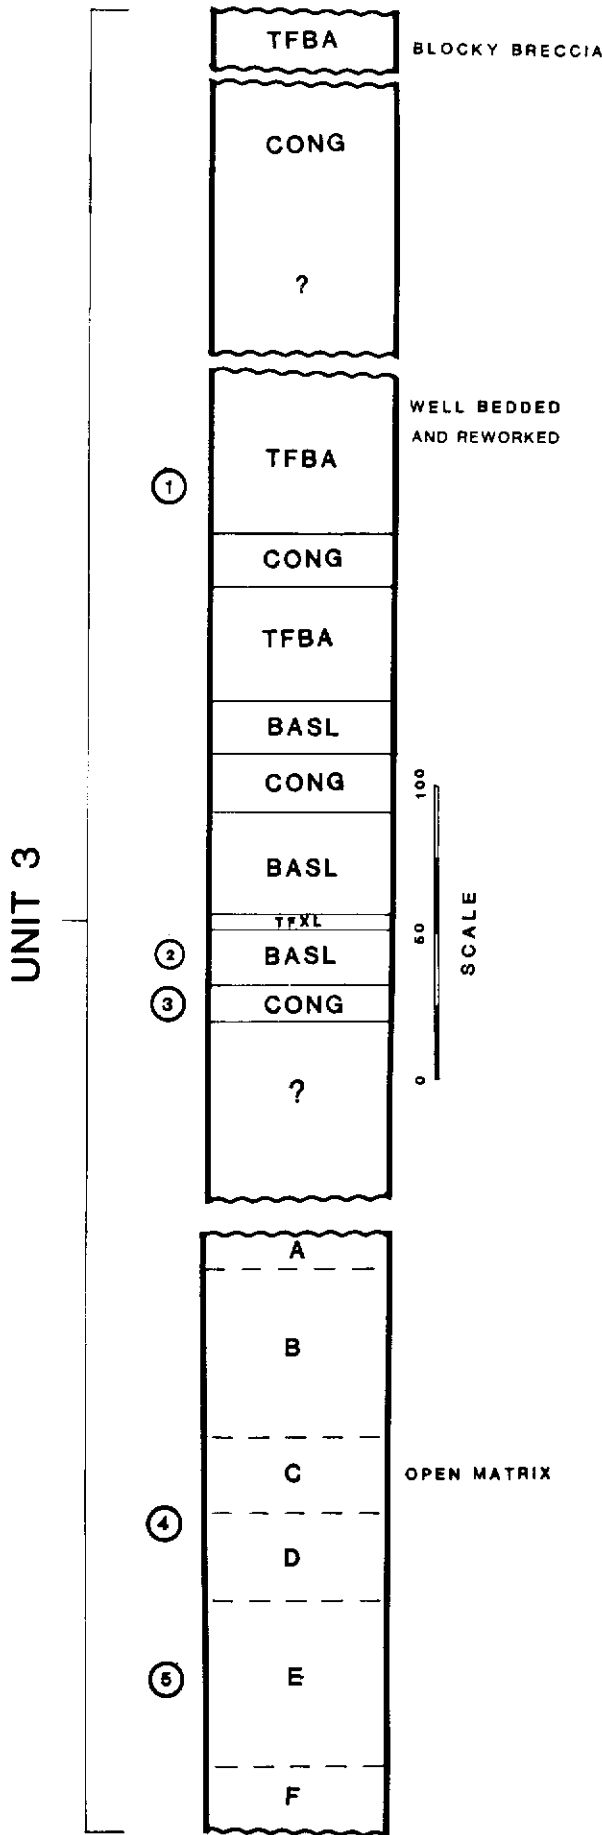 TFBA
BLOCKY BRECCIA
CONG
?
WELL BEDDED
AND REWORKED
TFBA
1
CONG
TFBA
BASL
CONG
100
BASL
UNIT 3
TFXL
50
SCALE
2
BASL
3
CONG
0
?
A
B
C
OPEN MATRIX
4
D
5
E
F